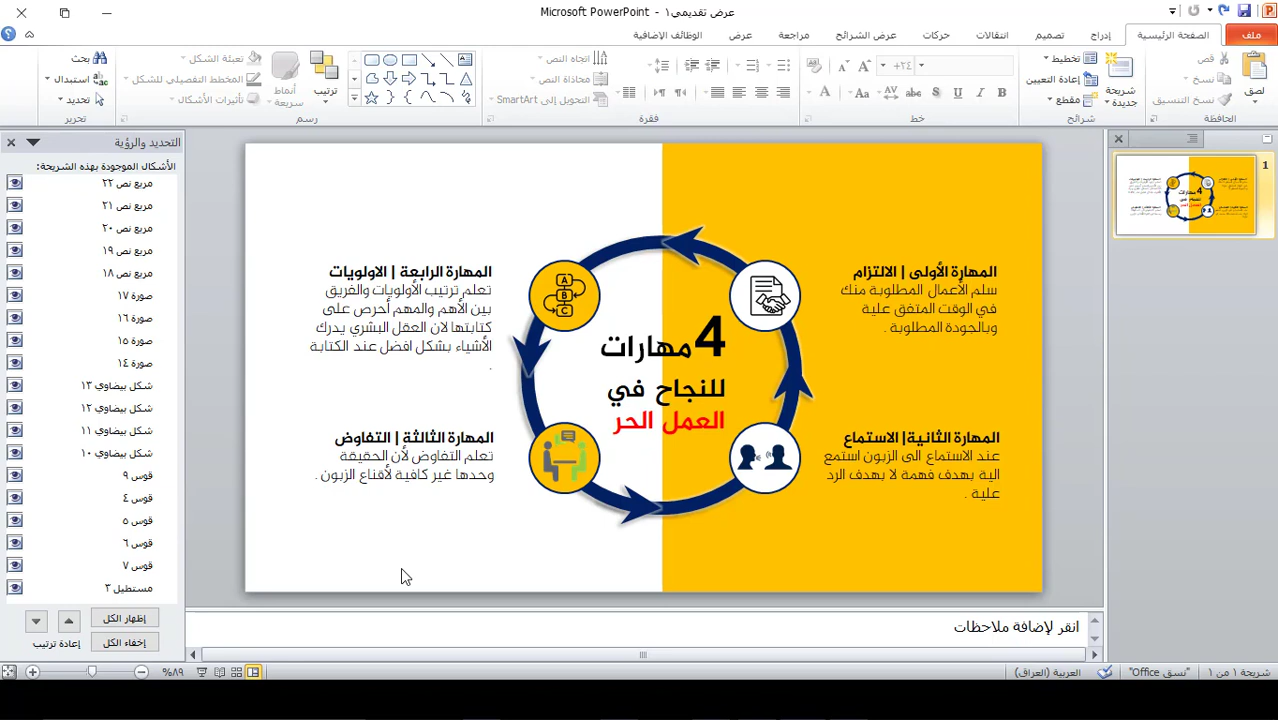 عرض تقديمي١ - Microsoft PowerPoint
ملف
الصفحة الرئيسية
إدراج
تصميم
انتقالات
حركات
عرض الشرائح
مراجعة
عرض
الوظائف الإضافية
لصق
قص
نسخ
نسخ التنسيق
الحافظة
شريحة جديدة
تخطيط
إعادة التعيين
مقطع
شرائح
+٢٤
خط
اتجاه النص
محاذاة النص
التحويل إلى SmartArt
فقرة
ترتيب
أنماط سريعة
تعبئة الشكل
المخطط التفصيلي للشكل
تأثيرات الأشكال
رسم
بحث
استبدال
تحديد
تحرير
1
المهارة الأولى | الالتزام
سلم الأعمال المطلوبة منك
في الوقت المتفق علية
وبالجودة المطلوبة .
المهارة الثانية| الاستماع
عند الاستماع الى الزبون استمع
الية بهدف فهمة لا بهدف الرد
علية .
4 مهارات
للنجاح في
العمل الحر
A
B
C
المهارة الرابعة | الاولويات
تعلم ترتيب الأولويات والفريق
بين الأهم والمهم أحرص على
كتابتها لان العقل البشري يدرك
الأشياء بشكل افضل عند الكتابة
.
المهارة الثالثة | التفاوض
تعلم التفاوض لأن الحقيقة
وحدها غير كافية لأقناع الزبون .
التحديد والرؤية
الأشكال الموجودة بهذه الشريحة:
مربع نص ٢٢
مربع نص ٢١
مربع نص ٢٠
مربع نص ١٩
مربع نص ١٨
صورة ١٧
صورة ١٦
صورة ١٥
صورة ١٤
شكل بيضاوي ١٣
شكل بيضاوي ١٢
شكل بيضاوي ١١
شكل بيضاوي ١٠
قوس ٩
قوس ٤
قوس ٥
قوس ٦
قوس ٧
مستطيل ٣
إظهار الكل
إخفاء الكل
إعادة ترتيب
انقر لإضافة ملاحظات
شريحة ١ من ١
"نسق Office"
العربية (العراق)
%٨٩